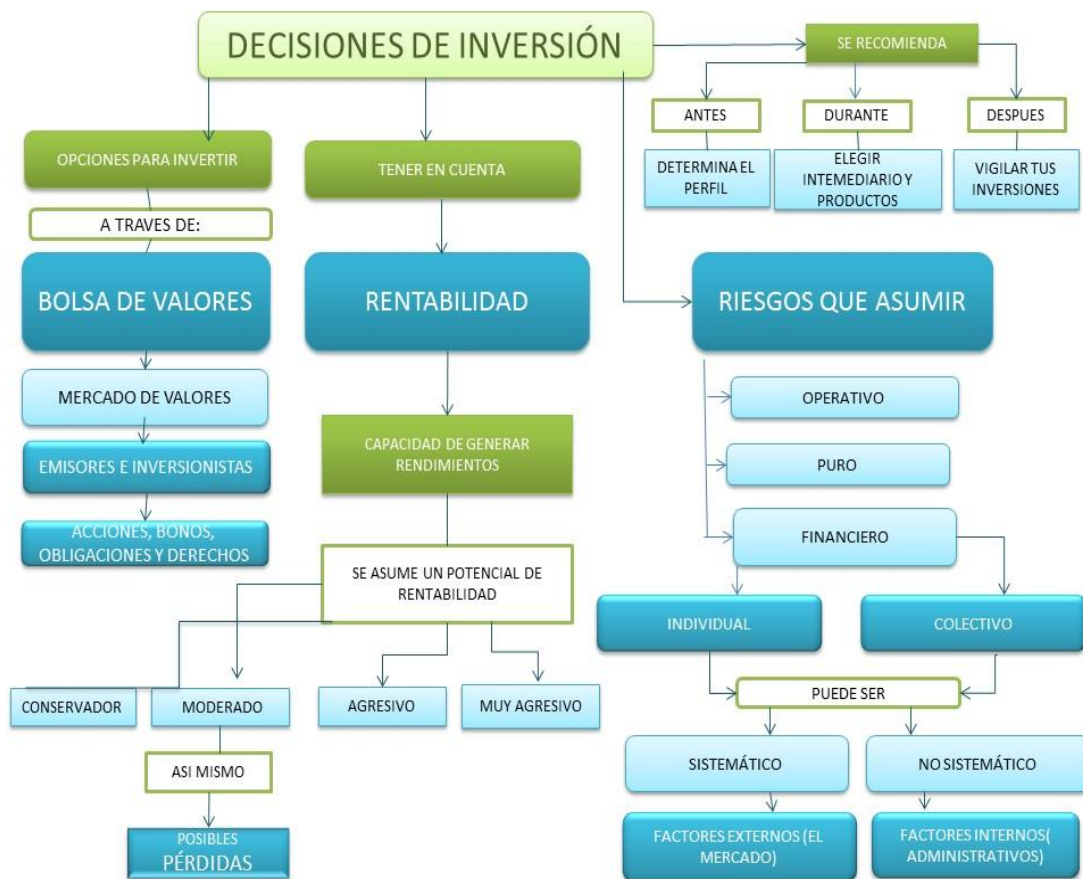 DECISIONES DE INVERSIÓN
SE RECOMIENDA
ANTES
DURANTE
DESPUES
DETERMINA EL
PERFIL
ELEGIR
INTEMEDIARIO Y
PRODUCTOS
VIGILAR TUS
INVERSIONES
OPCIONES PARA INVERTIR
A TRAVES DE:
BOLSA DE VALORES
MERCADO DE VALORES
EMISORES E INVERSIONISTAS
ACCIONES, BONOS,
OBLIGACIONES Y DERECHOS
TENER EN CUENTA
RENTABILIDAD
CAPACIDAD DE GENERAR
RENDIMIENTOS
SE ASUME UN POTENCIAL DE
RENTABILIDAD
CONSERVADOR
MODERADO
AGRESIVO
MUY AGRESIVO
ASI MISMO
POSIBLES
PÉRDIDAS
RIESGOS QUE ASUMIR
OPERATIVO
PURO
FINANCIERO
INDIVIDUAL
COLECTIVO
PUEDE SER
SISTEMÁTICO
NO SISTEMÁTICO
FACTORES EXTERNOS (EL
MERCADO)
FACTORES INTERNOS(
ADMINISTRATIVOS)